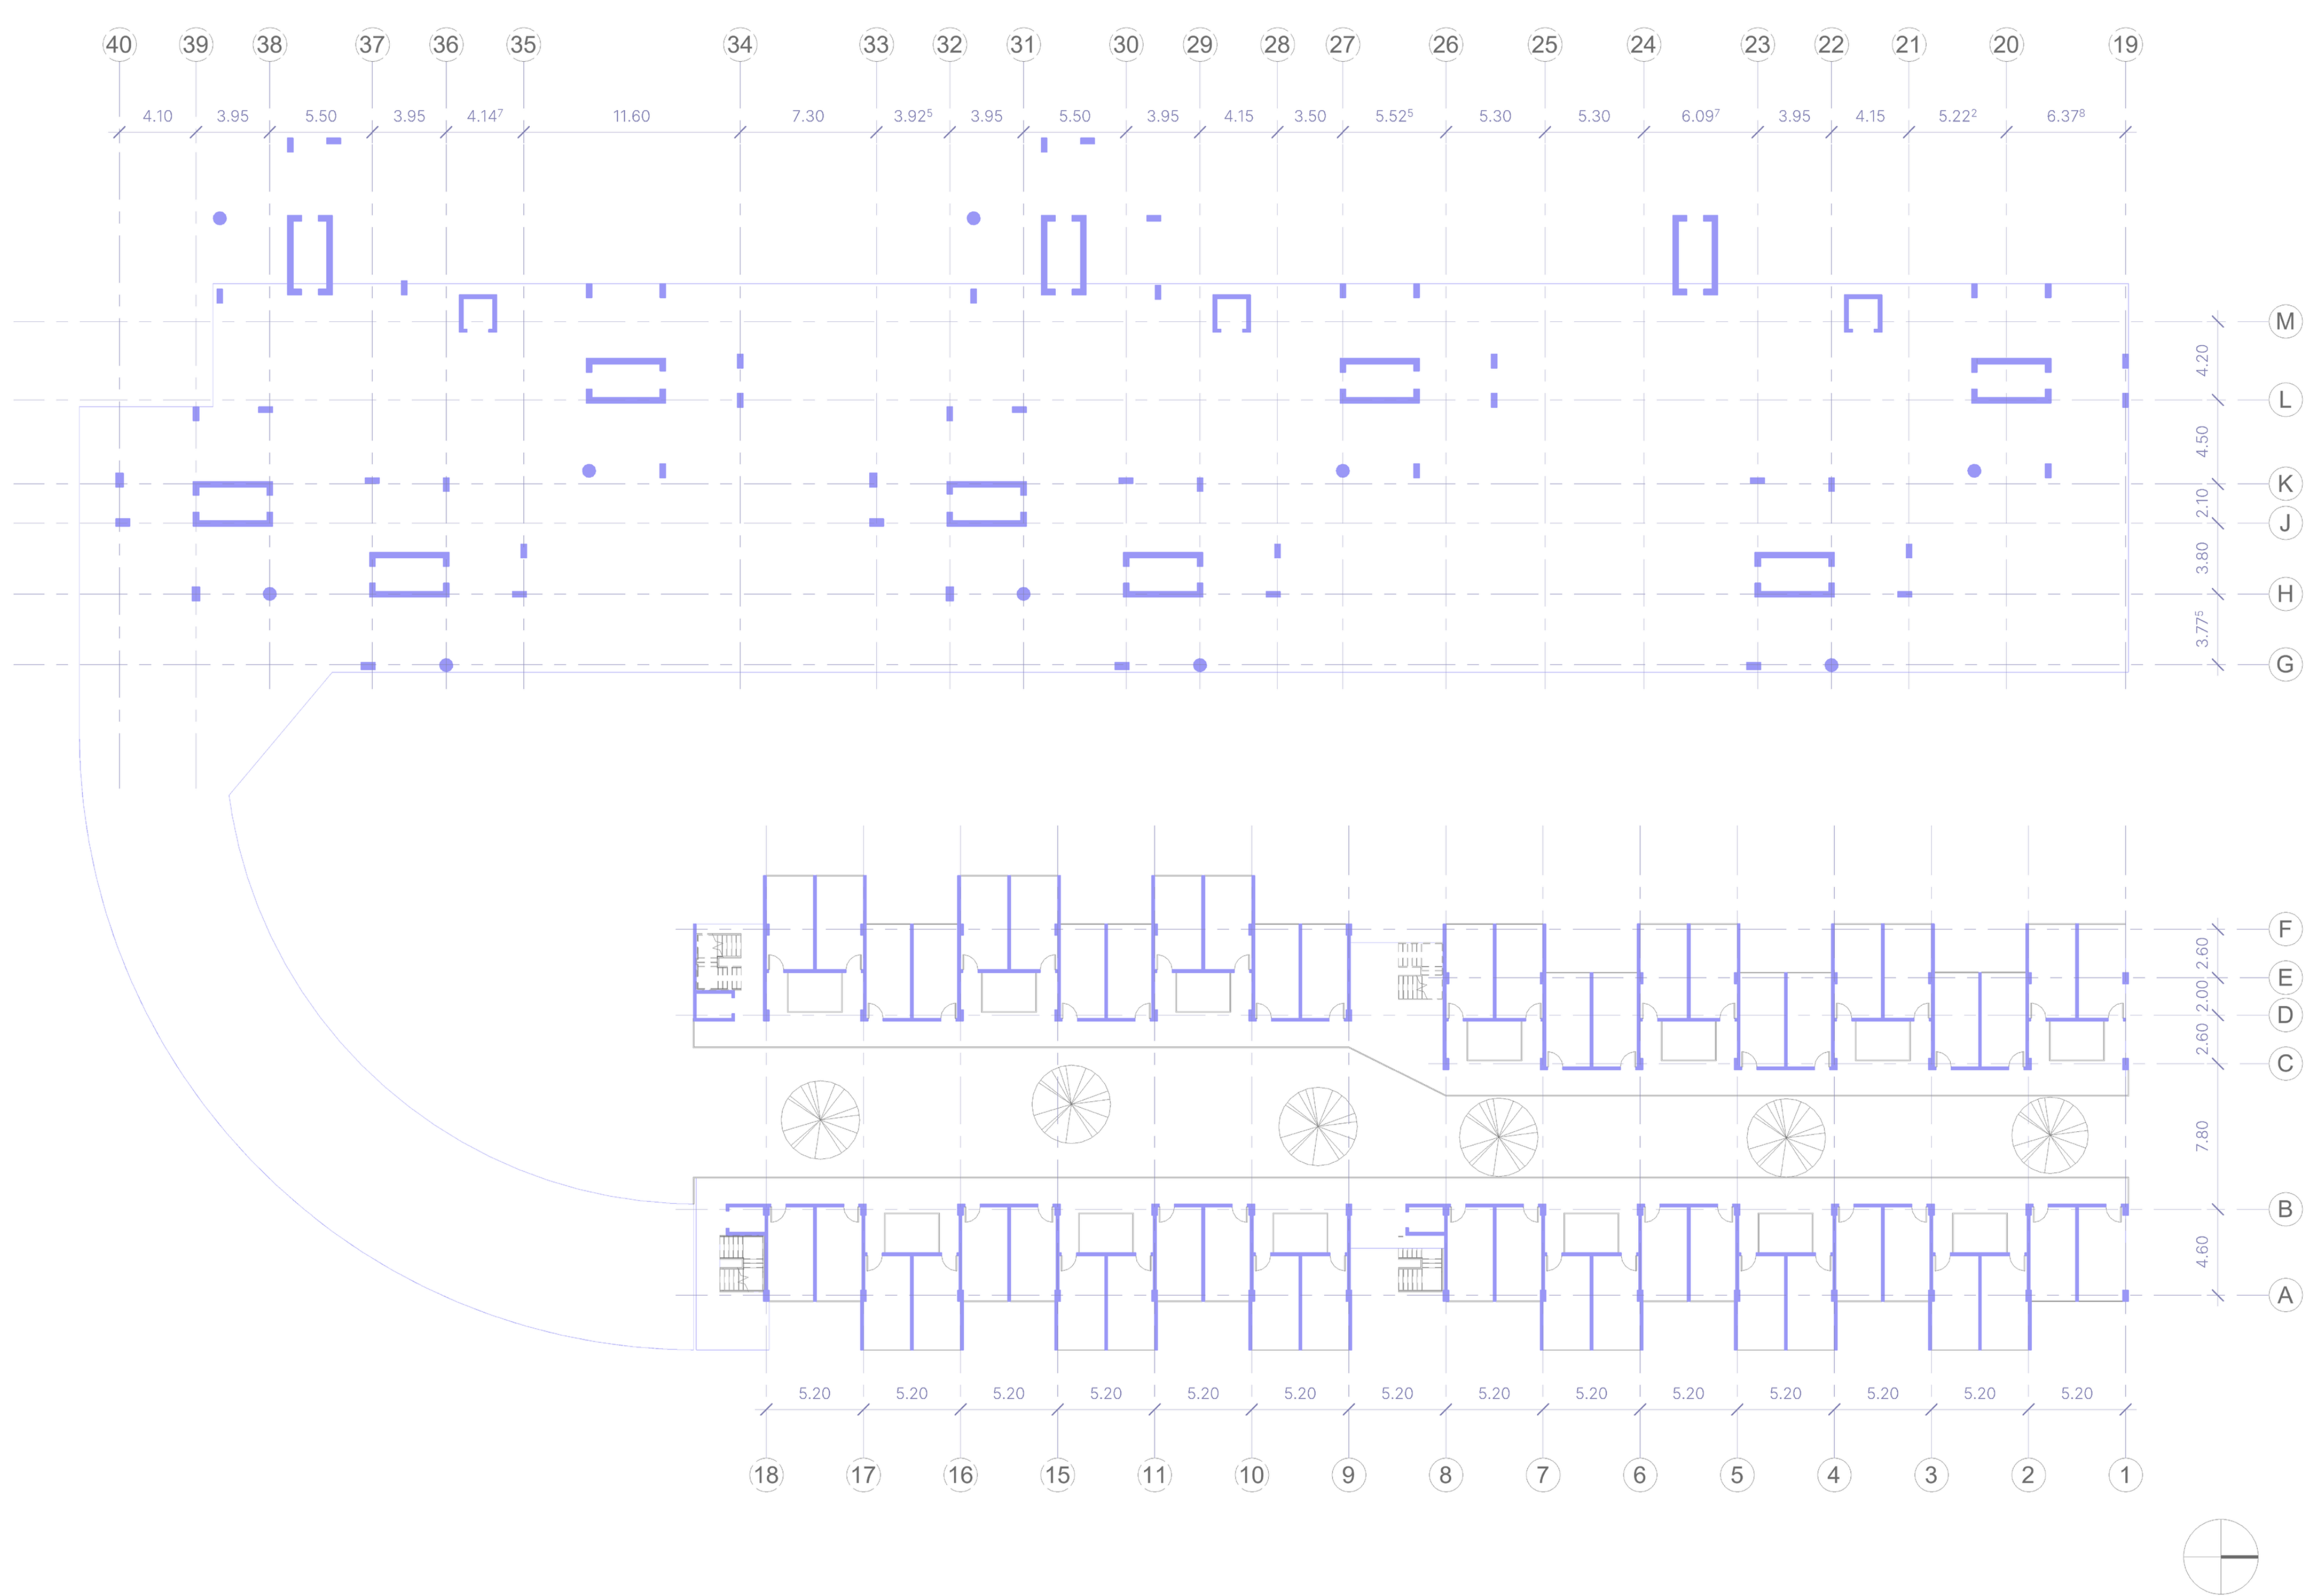 40 39 38 37 36 35 34 33 32 31 30 29 28 27 26 25 24 23 22 21 20 19
4.10 3.95 5.50 3.95 4.14⁷ 11.60 7.30 3.92⁵ 3.95 5.50 3.95 4.15 3.50 5.52⁵ 5.30 5.30 6.09⁷ 3.95 4.15 5.22² 6.37⁸
M
4.20
L
4.50
K
2.10
J
3.80
H
3.77⁵
G
F
2.60
E
2.00
D
2.60
C
7.80
B
4.60
A
5.20 5.20 5.20 5.20 5.20 5.20 5.20 5.20 5.20 5.20 5.20 5.20 5.20 5.20
18 17 16 15 11 10 9 8 7 6 5 4 3 2 1